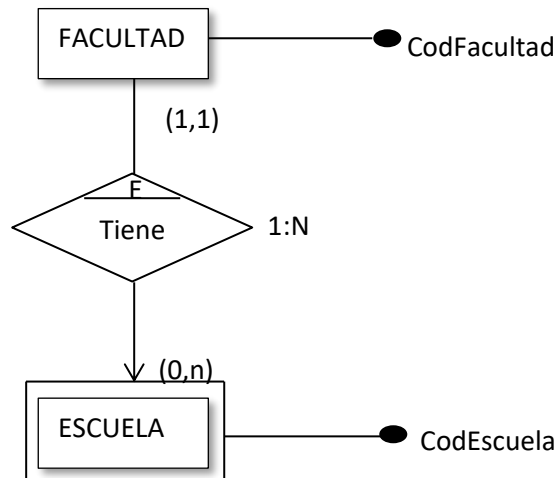 FACULTAD
CodFacultad
(1,1)
E
Tiene
1:N
(0,n)
ESCUELA
CodEscuela